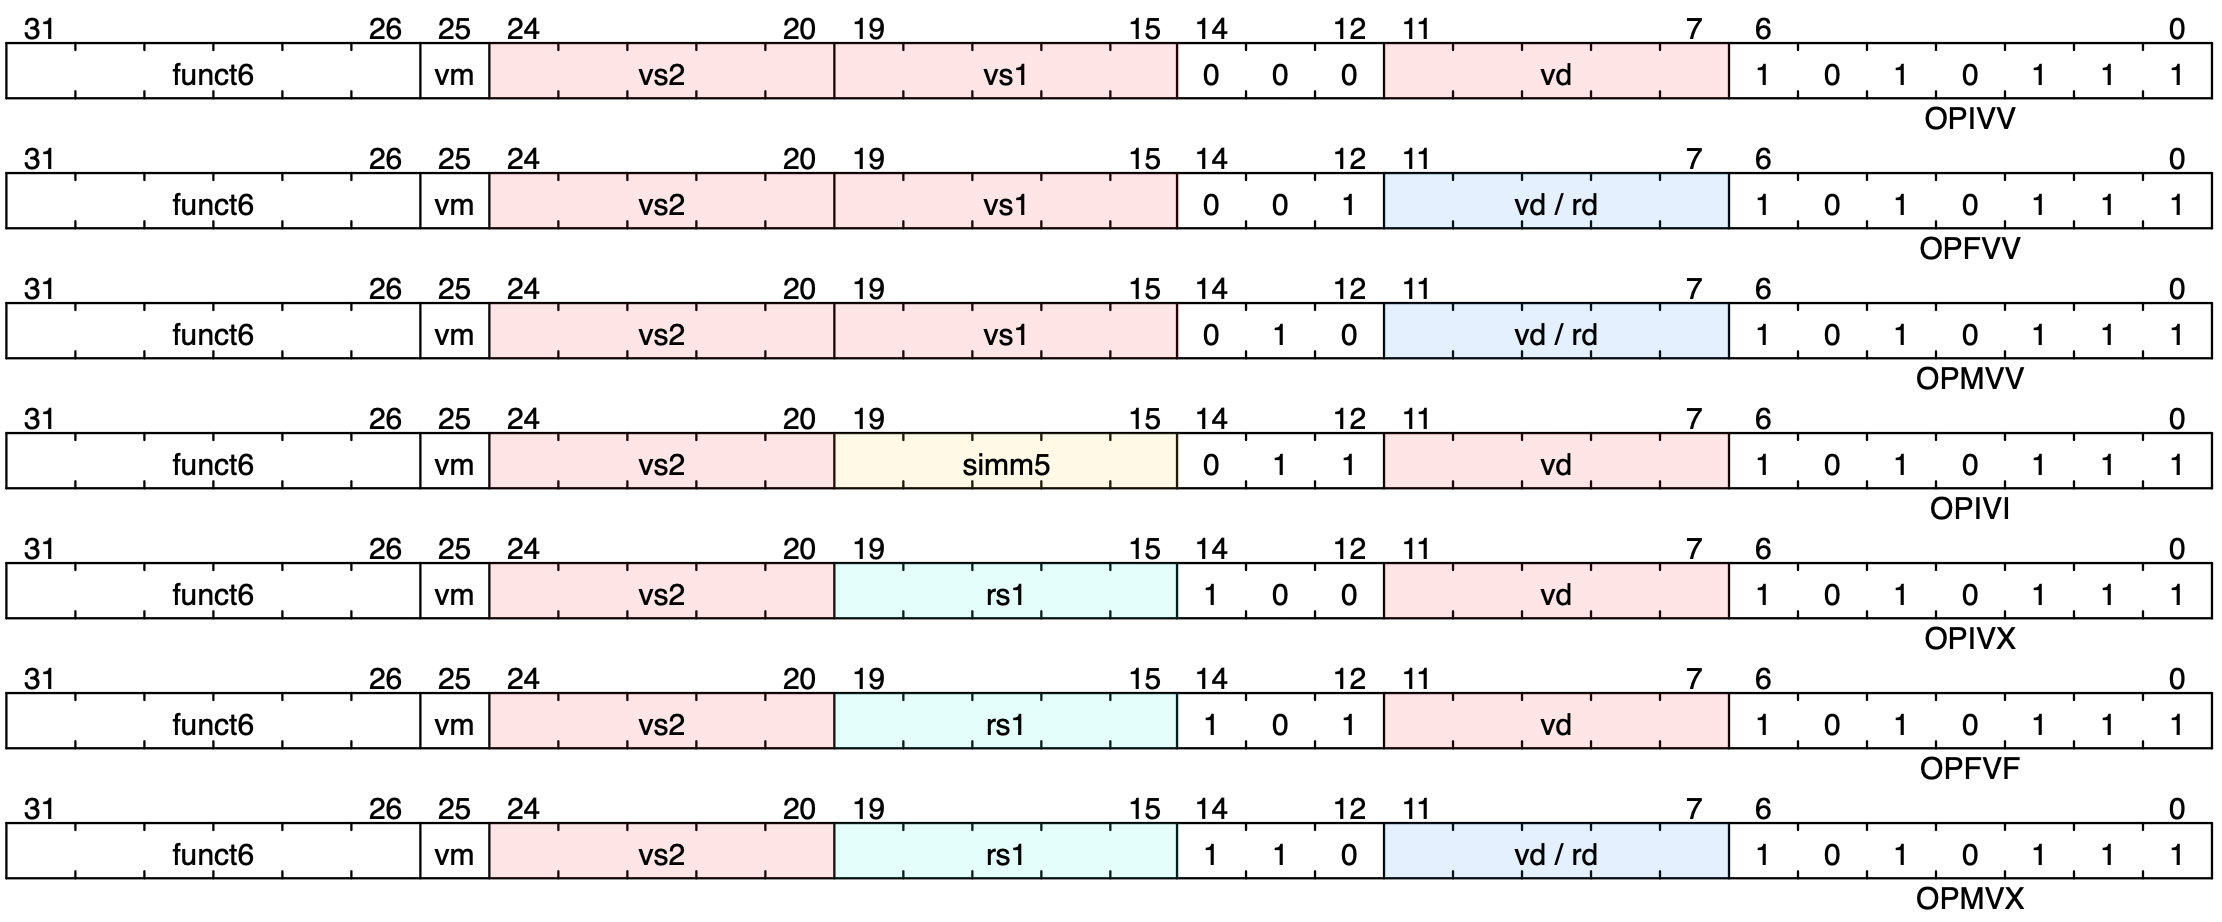 31 26 25 24 20 19 15 14 12 11 7 6 0
funct6 vm vs2 vs1 0 0 0 vd 1 0 1 0 1 1 1
OPIVV
31 26 25 24 20 19 15 14 12 11 7 6 0
funct6 vm vs2 vs1 0 0 1 vd / rd 1 0 1 0 1 1 1
OPFVV
31 26 25 24 20 19 15 14 12 11 7 6 0
funct6 vm vs2 vs1 0 1 0 vd / rd 1 0 1 0 1 1 1
OPMVV
31 26 25 24 20 19 15 14 12 11 7 6 0
funct6 vm vs2 simm5 0 1 1 vd 1 0 1 0 1 1 1
OPIVI
31 26 25 24 20 19 15 14 12 11 7 6 0
funct6 vm vs2 rs1 1 0 0 vd 1 0 1 0 1 1 1
OPIVX
31 26 25 24 20 19 15 14 12 11 7 6 0
funct6 vm vs2 rs1 1 0 1 vd 1 0 1 0 1 1 1
OPFVF
31 26 25 24 20 19 15 14 12 11 7 6 0
funct6 vm vs2 rs1 1 1 0 vd / rd 1 0 1 0 1 1 1
OPMVX